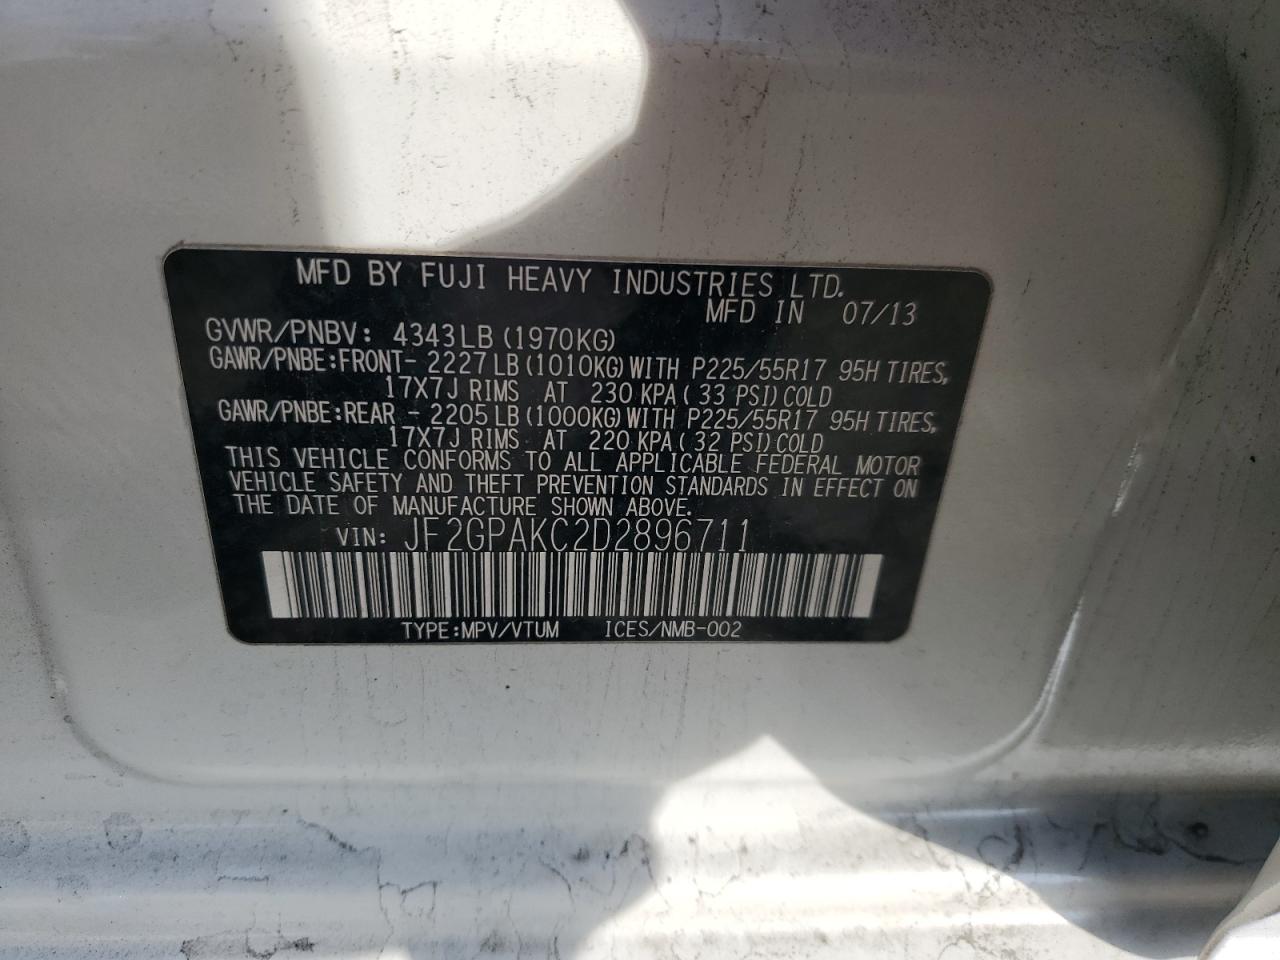 MFD BY FUJI HEAVY INDUSTRIES LTD.
MFD IN 07/13
GVWR/PNBV: 4343LB (1970KG)
GAWR/PNBE:FRONT- 2227LB (1010KG)WITH P225/55R17 95H TIRES,
17X7J RIMS AT 230 KPA( 33 PSI)COLD
GAWR/PNBE:REAR - 2205LB (1000KG)WITH P225/55R17 95H TIRES,
17X7J RIMS AT 220 KPA( 32 PSI)COLD
THIS VEHICLE CONFORMS TO ALL APPLICABLE FEDERAL MOTOR
VEHICLE SAFETY AND THEFT PREVENTION STANDARDS IN EFFECT ON
THE DATE OF MANUFACTURE SHOWN ABOVE.
VIN: JF2GPAKC2D2896711
TYPE:MPV/VTUM ICES/NMB-002